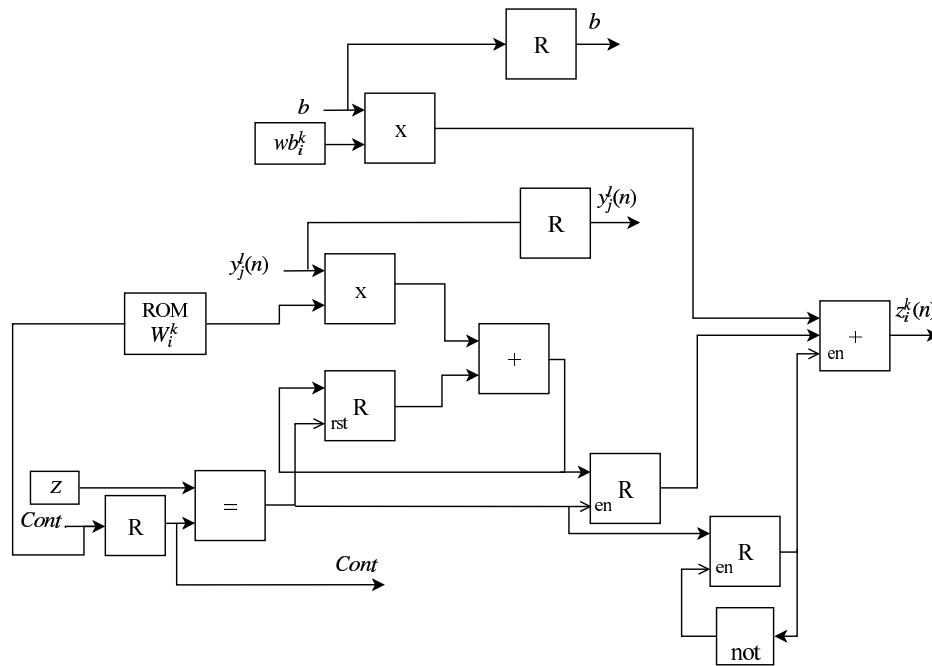 b
R
b
x
wb_i^k
y_j^l(n)
R
y_j^l(n)
x
ROM
W_i^k
z_i^k(n)
+
en
+
R
rst
Z
=
R
en
Cont
R
R
en
Cont
not